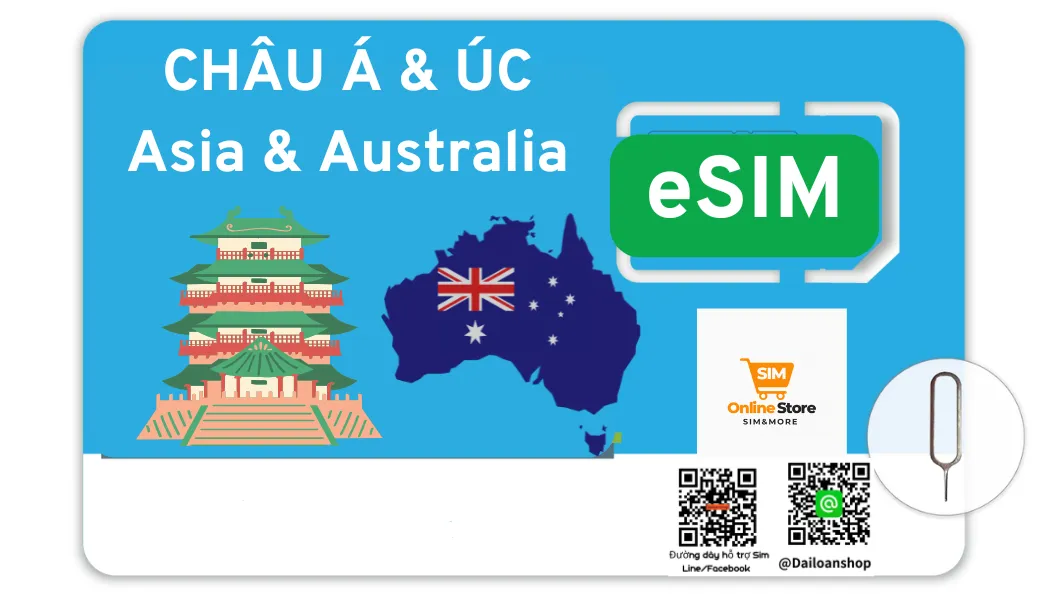 CHÂU Á & ÚC
Asia & Australia
eSIM
SIM
Online Store
SIM&MORE
@
Đường dây hỗ trợ Sim
Line/Facebook
@Dailoanshop